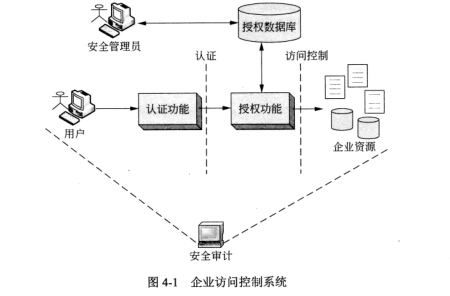 授权数据库
安全管理员
认证
访问控制
用户
认证功能
授权功能
企业资源
安全审计
图 4-1 企业访问控制系统